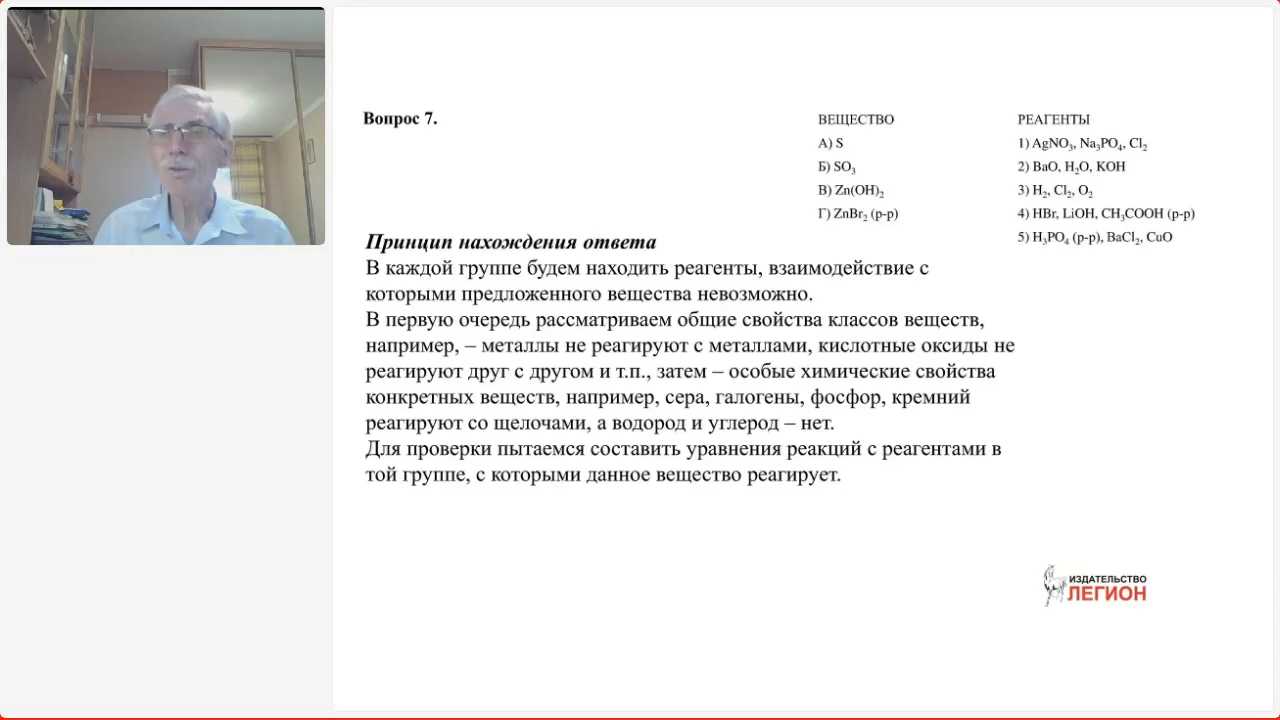 Вопрос 7.
ВЕЩЕСТВО
А) S
Б) SO₃
В) Zn(OH)₂
Г) ZnBr₂ (р-р)
РЕАГЕНТЫ
1) AgNO₃, Na₃PO₄, Cl₂
2) BaO, H₂O, KOH
3) H₂, Cl₂, O₂
4) HBr, LiOH, CH₃COOH (р-р)
5) H₃PO₄ (р-р), BaCl₂, CuO
Принцип нахождения ответа
В каждой группе будем находить реагенты, взаимодействие с
которыми предложенного вещества невозможно.
В первую очередь рассматриваем общие свойства классов веществ,
например, – металлы не реагируют с металлами, кислотные оксиды не
реагируют друг с другом и т.п., затем – особые химические свойства
конкретных веществ, например, сера, галогены, фосфор, кремний
реагируют со щелочами, а водород и углерод – нет.
Для проверки пытаемся составить уравнения реакций с реагентами в
той группе, с которыми данное вещество реагирует.
ИЗДАТЕЛЬСТВО
ЛЕГИОН